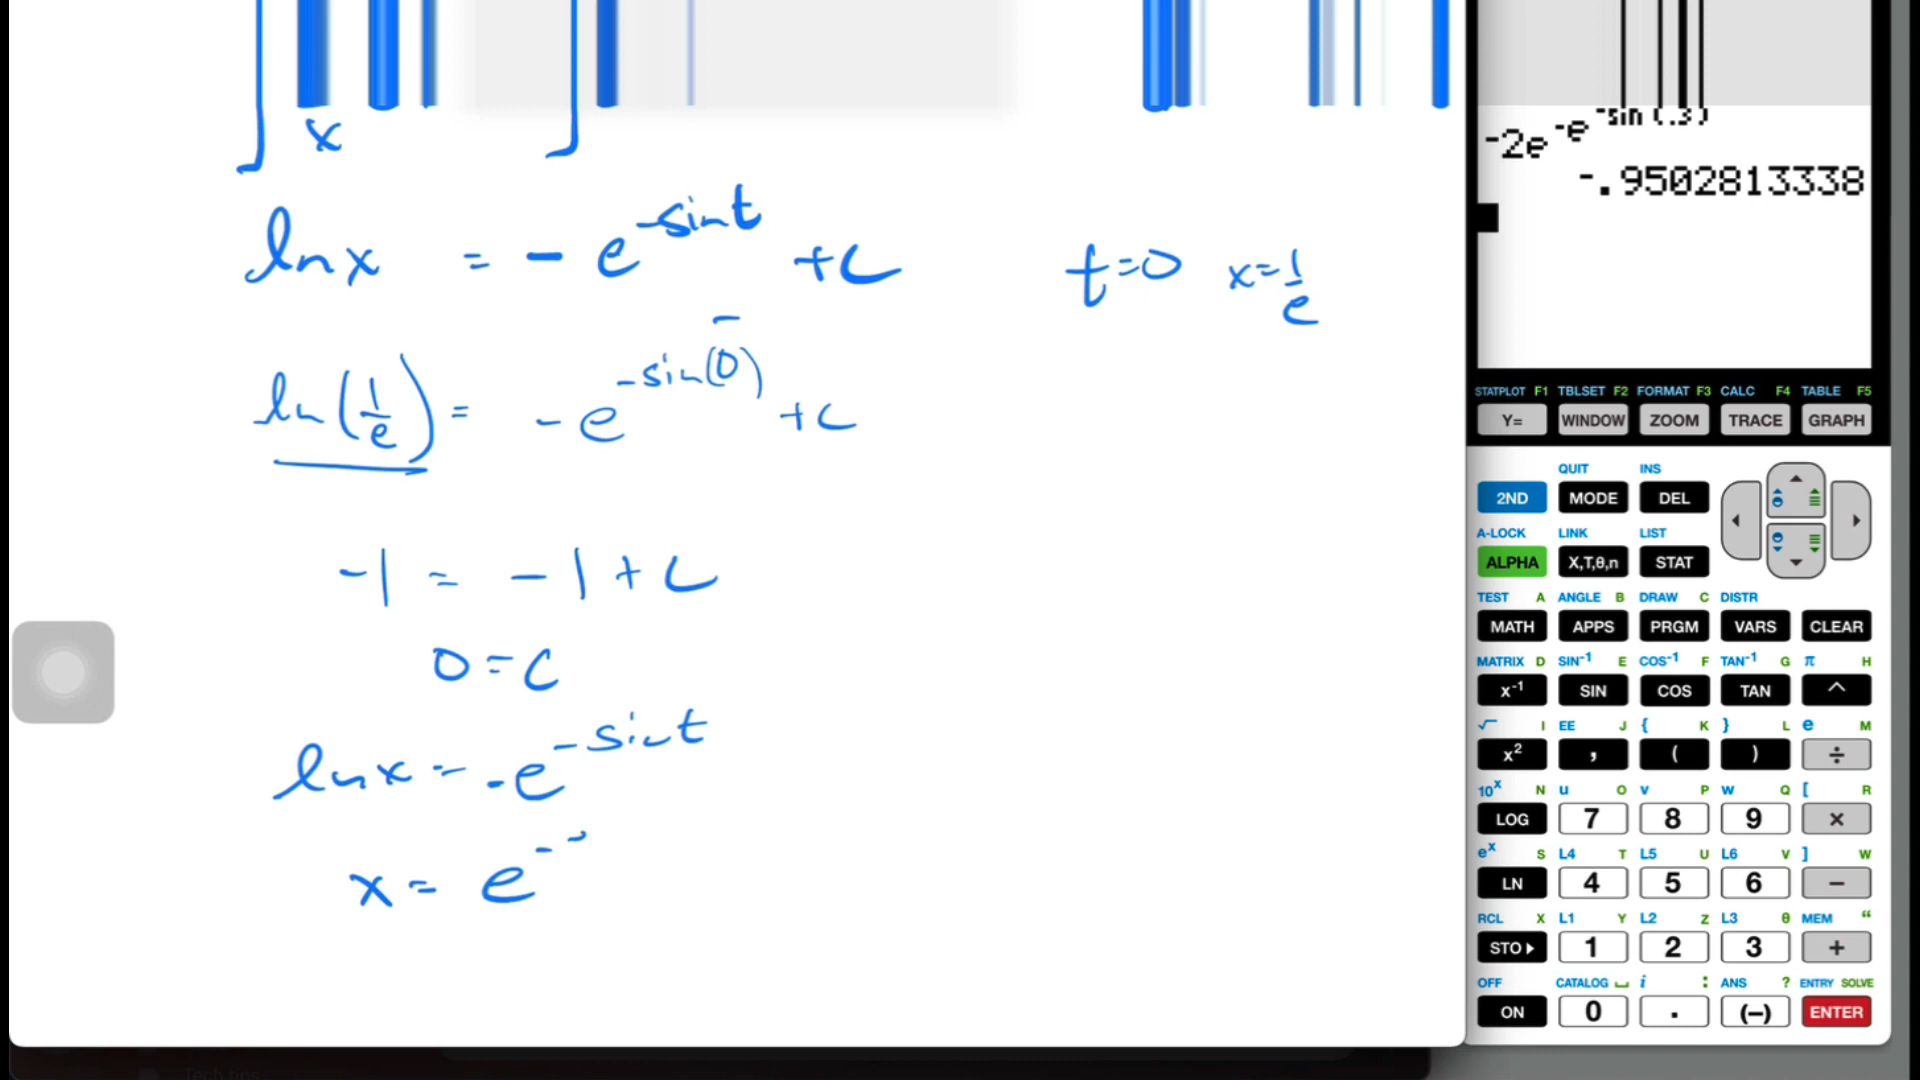 ∫ x ∫
ln x = - e^-sin t + C
t=0 x=1/e
ln(1/e) = -e^-sin(0) + C
-1 = -1 + C
0 = C
ln x = -e^-sin t
x = e^-
-2e^-e^-sin(.3)
-.9502813338
STATPLOT F1 TBLSET F2 FORMAT F3 CALC F4 TABLE F5
Y= WINDOW ZOOM TRACE GRAPH
QUIT INS
2ND MODE DEL
A-LOCK LINK LIST
ALPHA X,T,θ,n STAT
TEST A ANGLE B DRAW C DISTR
MATH APPS PRGM VARS CLEAR
MATRIX D SIN⁻¹ E COS⁻¹ F TAN⁻¹ G π H
x⁻¹ SIN COS TAN ^
√ I EE J { K } L e M
x² , ( ) ÷
10ˣ N u O v P w Q [ R
LOG 7 8 9 ×
eˣ S L4 T L5 U L6 V ] W
LN 4 5 6 −
RCL X L1 Y L2 Z L3 θ MEM "
STO▸ 1 2 3 +
OFF CATALOG ⎵ i : ANS ? ENTRY SOLVE
ON 0 . (−) ENTER
Tech tips